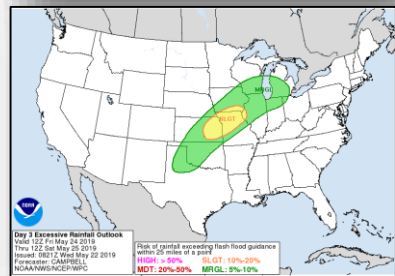 MRGL
SLGT
NOAA
Day 3 Excessive Rainfall Outlook
Valid 12Z Fri May 24 2019
Thru 12Z Sat May 25 2019
Issued: 0821Z Wed May 22 2019
Forecaster: CAMPBELL
NOAA/NWS/NCEP/WPC
Risk of rainfall exceeding flash flood guidance
within 25 miles of a point
HIGH: > 50% SLGT: 10%-20%
MDT: 20%-50% MRGL: 5%-10%